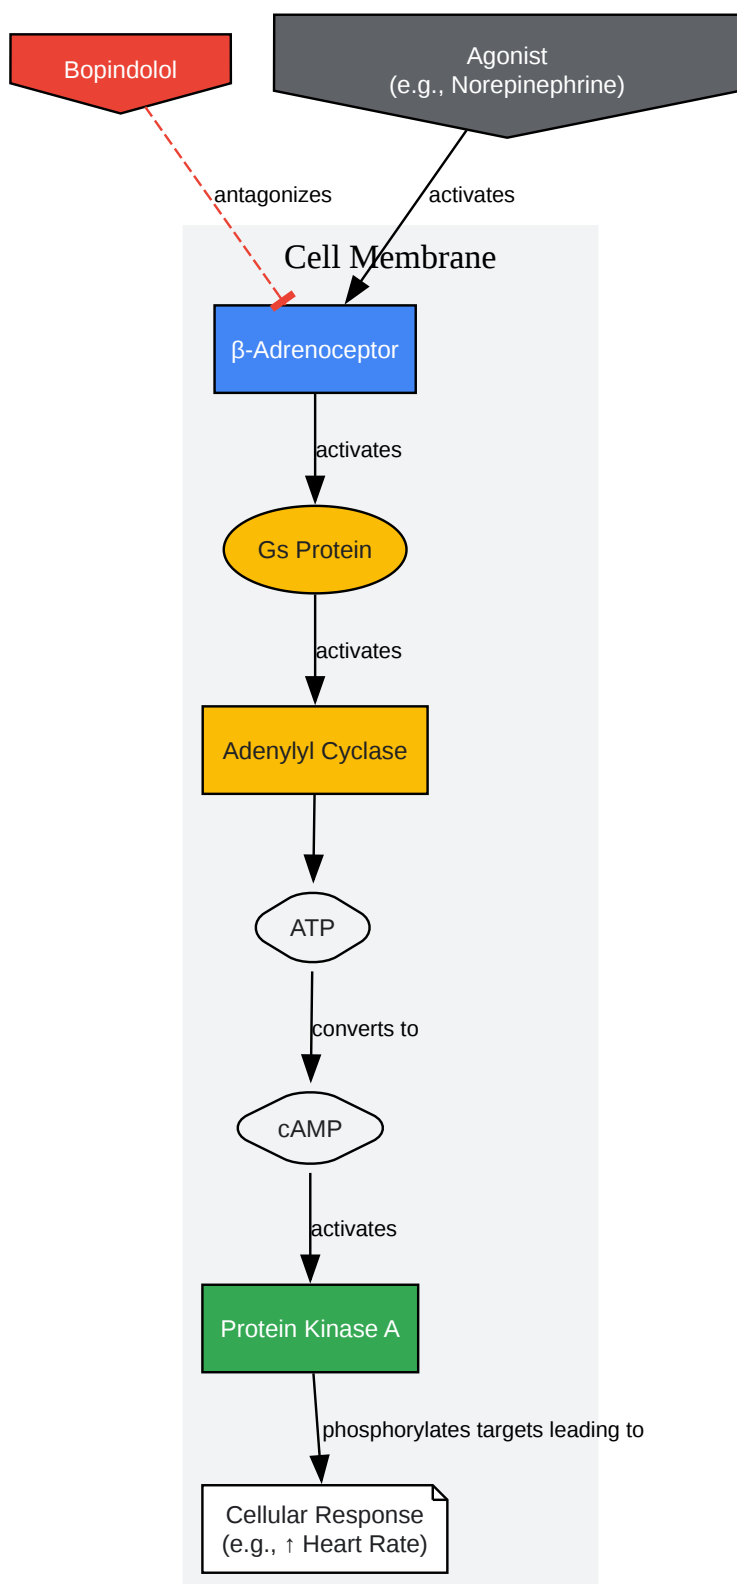 Bopindolol
Agonist
(e.g., Norepinephrine)
antagonizes
activates
Cell Membrane
β-Adrenoceptor
activates
Gs Protein
activates
Adenylyl Cyclase
ATP
converts to
cAMP
activates
Protein Kinase A
phosphorylates targets leading to
Cellular Response
(e.g., ↑ Heart Rate)